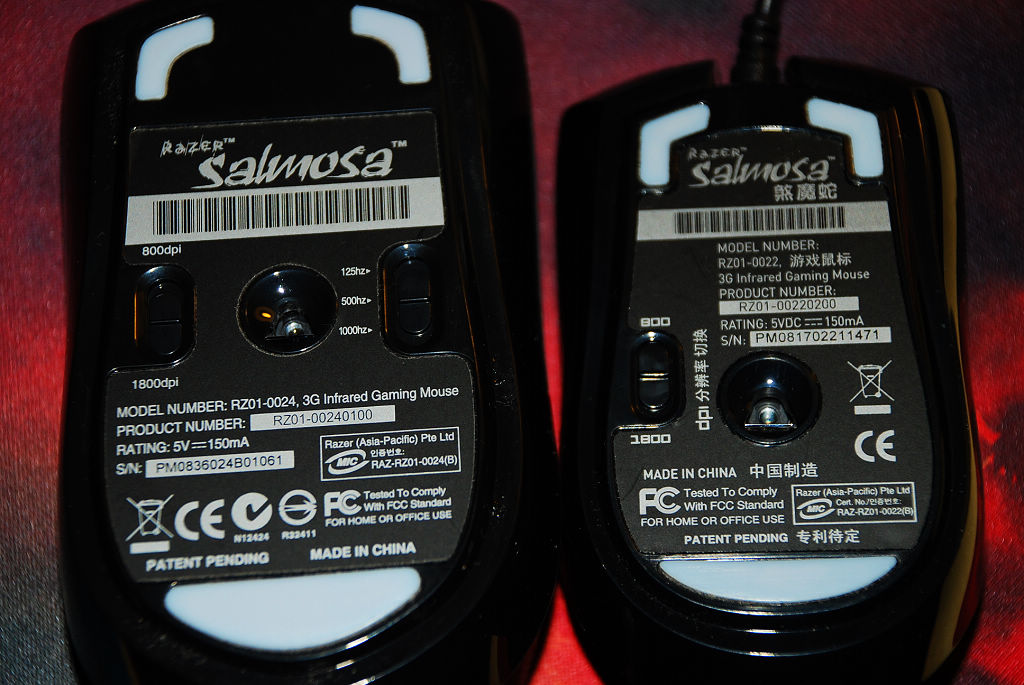 RAZER™
Salmosa™
800dpi
125hz
500hz
1000hz
1800dpi
MODEL NUMBER: RZ01-0024, 3G Infrared Gaming Mouse
PRODUCT NUMBER: RZ01-00240100
RATING: 5V⎓150mA
S/N: PM0836024B01061
Razer (Asia-Pacific) Pte Ltd
MIC 인증번호:
RAZ-RZ01-0024(B)
CE
N12424
R32411
FC Tested To Comply
With FCC Standard
FOR HOME OR OFFICE USE
PATENT PENDING
MADE IN CHINA
RAZER™
Salmosa™
煞魔蛇
MODEL NUMBER:
RZ01-0022, 游戏鼠标
3G Infrared Gaming Mouse
PRODUCT NUMBER:
RZ01-00220200
RATING: 5VDC⎓150mA
S/N: PM081702211471
800
dpi 分辨率切换
1800
CE
MADE IN CHINA 中国制造
FC Tested To Comply
With FCC Standard
FOR HOME OR OFFICE USE
Razer (Asia-Pacific) Pte Ltd
MIC Cert. No./인증번호:
RAZ-RZ01-0022(B)
PATENT PENDING 专利待定